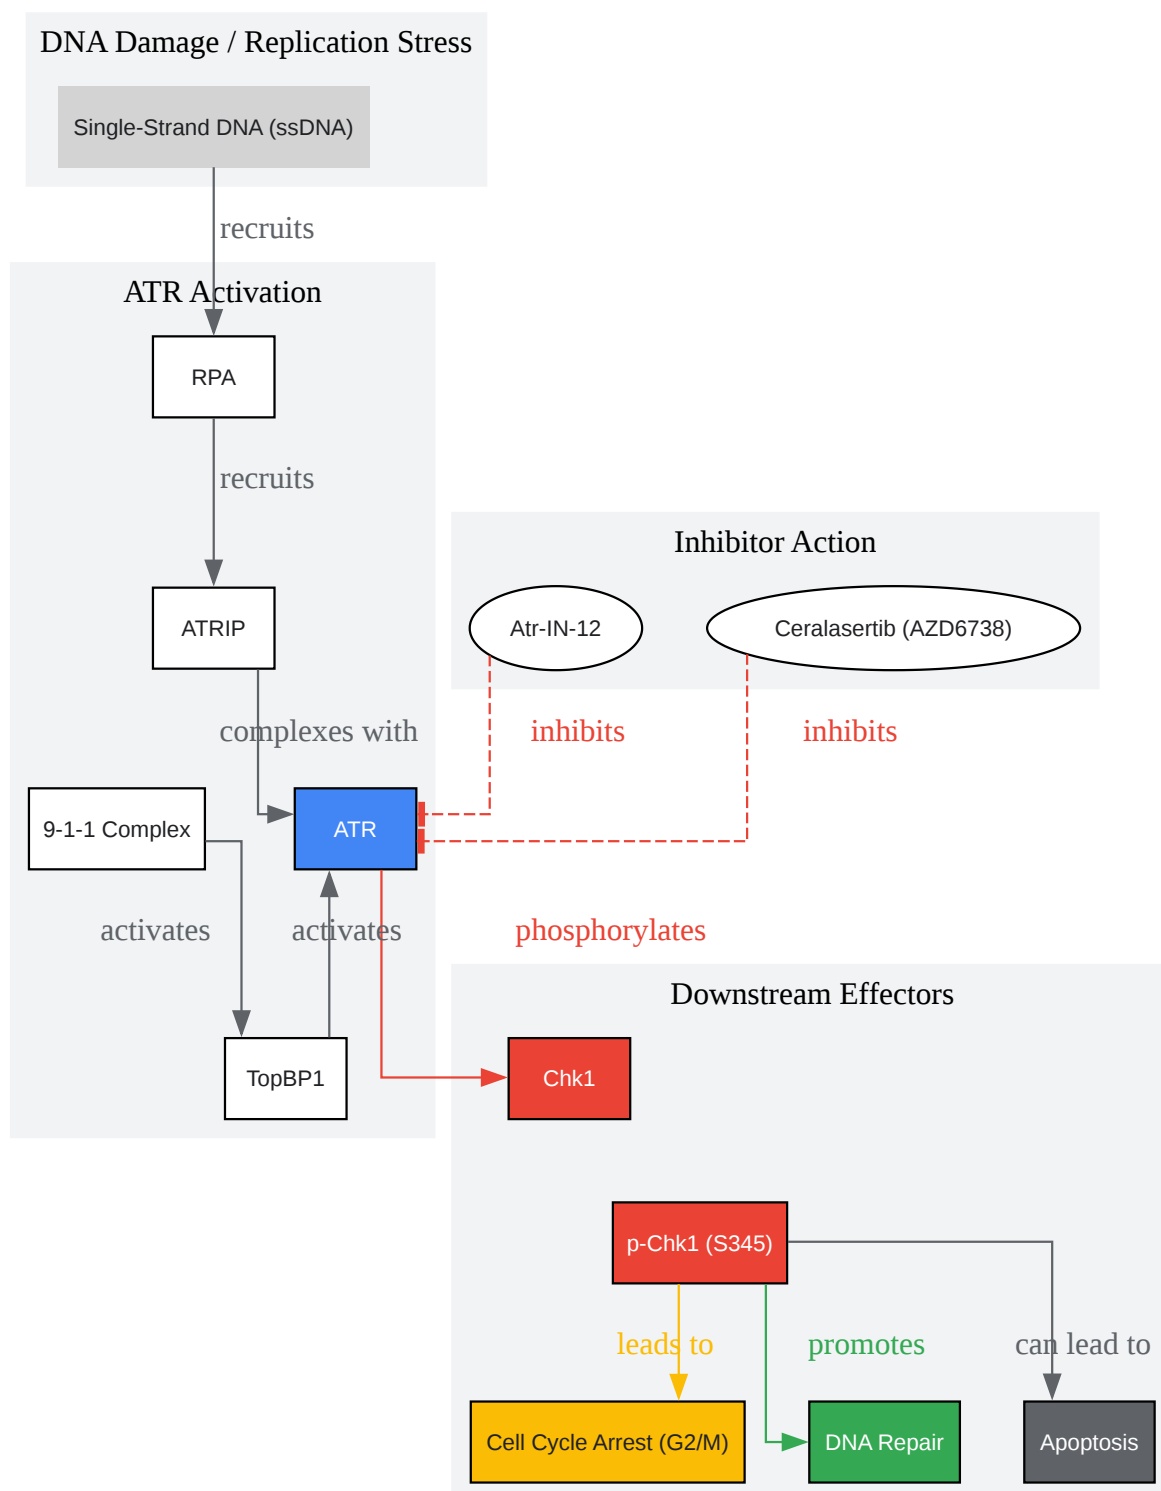 DNA Damage / Replication Stress
Single-Strand DNA (ssDNA)
recruits
ATR Activation
RPA
recruits
ATRIP
complexes with
Inhibitor Action
Atr-IN-12
Ceralasertib (AZD6738)
inhibits
inhibits
9-1-1 Complex
ATR
activates
activates
phosphorylates
TopBP1
Downstream Effectors
Chk1
p-Chk1 (S345)
leads to
promotes
can lead to
Cell Cycle Arrest (G2/M)
DNA Repair
Apoptosis